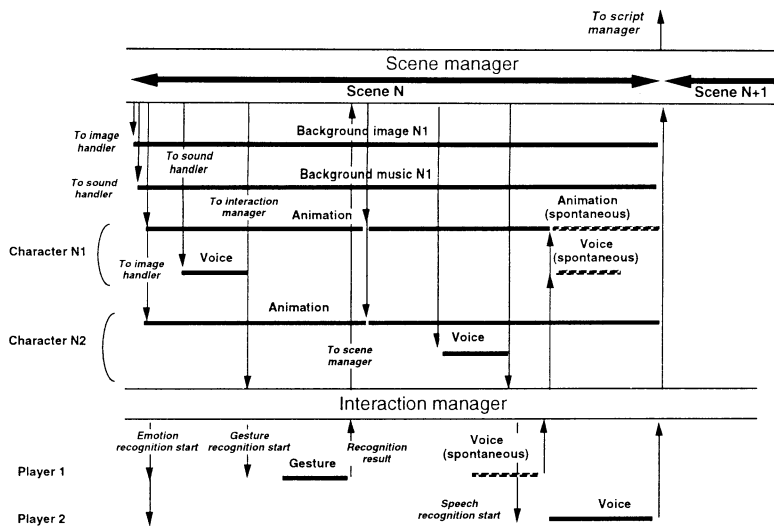 To script
manager
Scene manager
Scene N
Scene N+1
To image
handler
Background image N1
To sound
handler
To sound
handler
Background music N1
To interaction
manager
Animation
Animation
(spontaneous)
Character N1
To image
handler
Voice
Voice
(spontaneous)
Animation
Character N2
To scene
manager
Voice
Interaction manager
Emotion
recognition start
Gesture
recognition start
Recognition
result
Voice
(spontaneous)
Player 1
Gesture
Speech
recognition start
Voice
Player 2